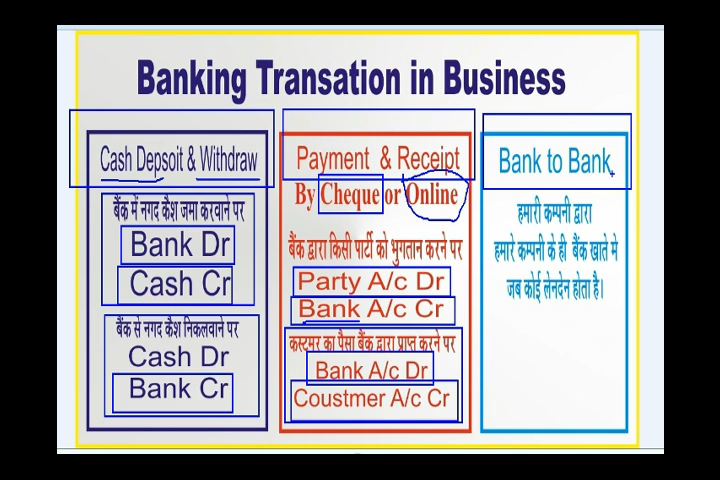 Banking Transation in Business
Cash Depsoit & Withdraw
बैंक में नगद कैश जमा करवाने पर
Bank Dr
Cash Cr
बैंक से नगद कैश निकलवाने पर
Cash Dr
Bank Cr
Payment & Receipt
By Cheque or Online
बैंक द्वारा किसी पार्टी को भुगतान करने पर
Party A/c Dr
Bank A/c Cr
कस्टमर का पैसा बैंक द्वारा प्राप्त करने पर
Bank A/c Dr
Coustmer A/c Cr
Bank to Bank
हमारी कम्पनी द्वारा
हमारे कम्पनी के ही बैंक खाते मे
जब कोई लेनदेन होता है।